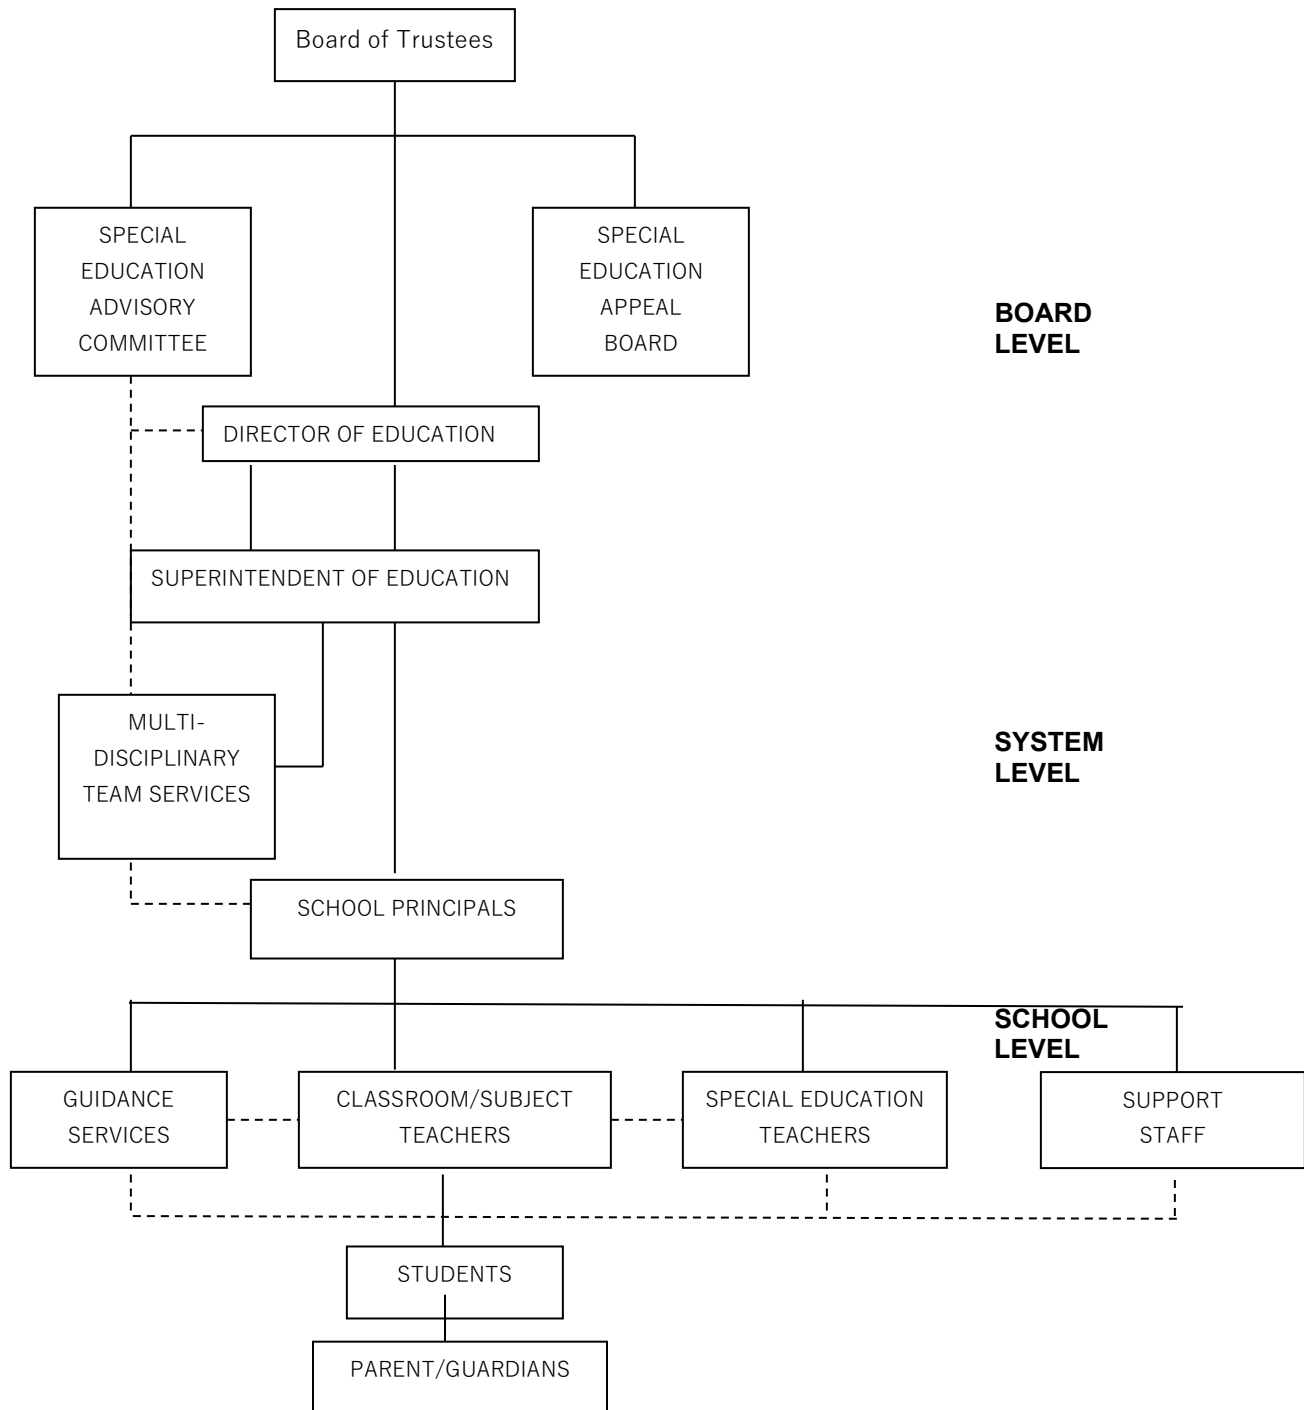 Board of Trustees
SPECIAL
EDUCATION
ADVISORY
COMMITTEE
SPECIAL
EDUCATION
APPEAL
BOARD
BOARD
LEVEL
DIRECTOR OF EDUCATION
SUPERINTENDENT OF EDUCATION
MULTI-
DISCIPLINARY
TEAM SERVICES
SYSTEM
LEVEL
SCHOOL PRINCIPALS
SCHOOL
LEVEL
GUIDANCE
SERVICES
CLASSROOM/SUBJECT
TEACHERS
SPECIAL EDUCATION
TEACHERS
SUPPORT
STAFF
STUDENTS
PARENT/GUARDIANS